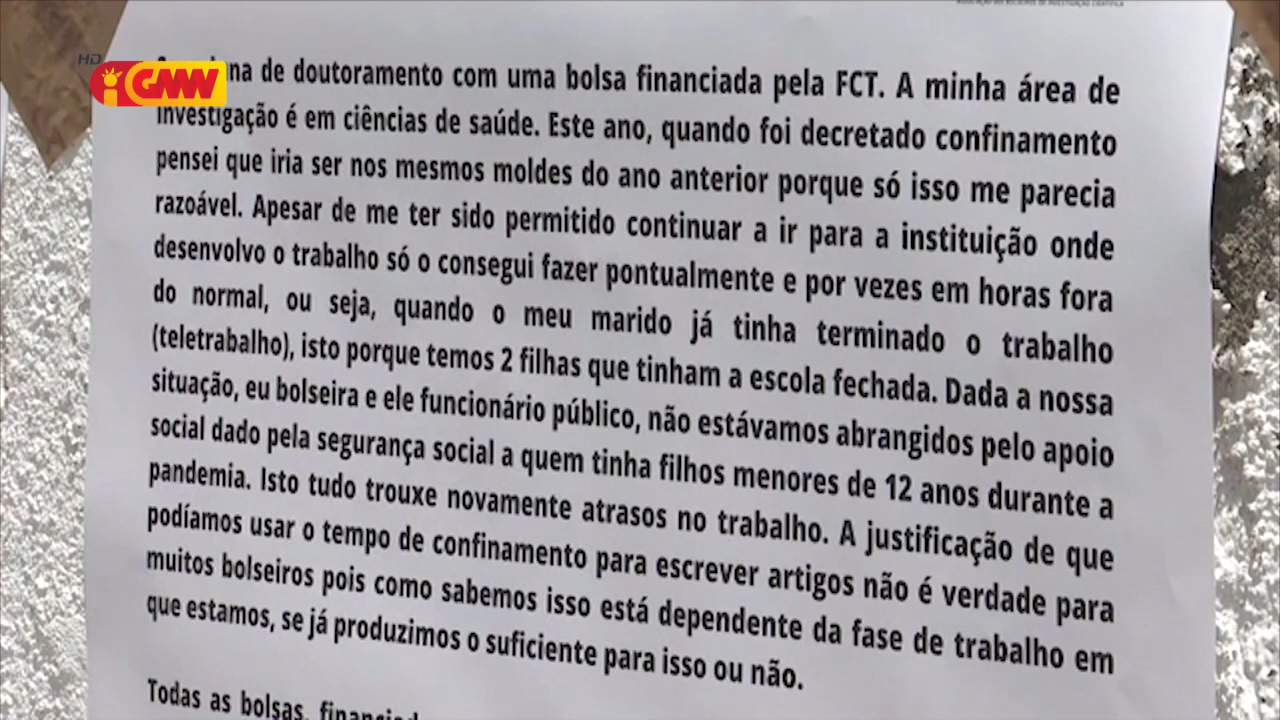 ASSOCIAÇÃO DOS BOLSEIROS DE INVESTIGAÇÃO CIENTÍFICA
HD
iGMW
de doutoramento com uma bolsa financiada pela FCT. A minha área de
investigação é em ciências de saúde. Este ano, quando foi decretado confinamento
pensei que iria ser nos mesmos moldes do ano anterior porque só isso me parecia
razoável. Apesar de me ter sido permitido continuar a ir para a instituição onde
desenvolvo o trabalho só o consegui fazer pontualmente e por vezes em horas fora
do normal, ou seja, quando o meu marido já tinha terminado o trabalho
(teletrabalho), isto porque temos 2 filhas que tinham a escola fechada. Dada a nossa
situação, eu bolseira e ele funcionário público, não estávamos abrangidos pelo apoio
social dado pela segurança social a quem tinha filhos menores de 12 anos durante a
pandemia. Isto tudo trouxe novamente atrasos no trabalho. A justificação de que
podíamos usar o tempo de confinamento para escrever artigos não é verdade para
muitos bolseiros pois como sabemos isso está dependente da fase de trabalho em
que estamos, se já produzimos o suficiente para isso ou não.
Todas as bolsas,